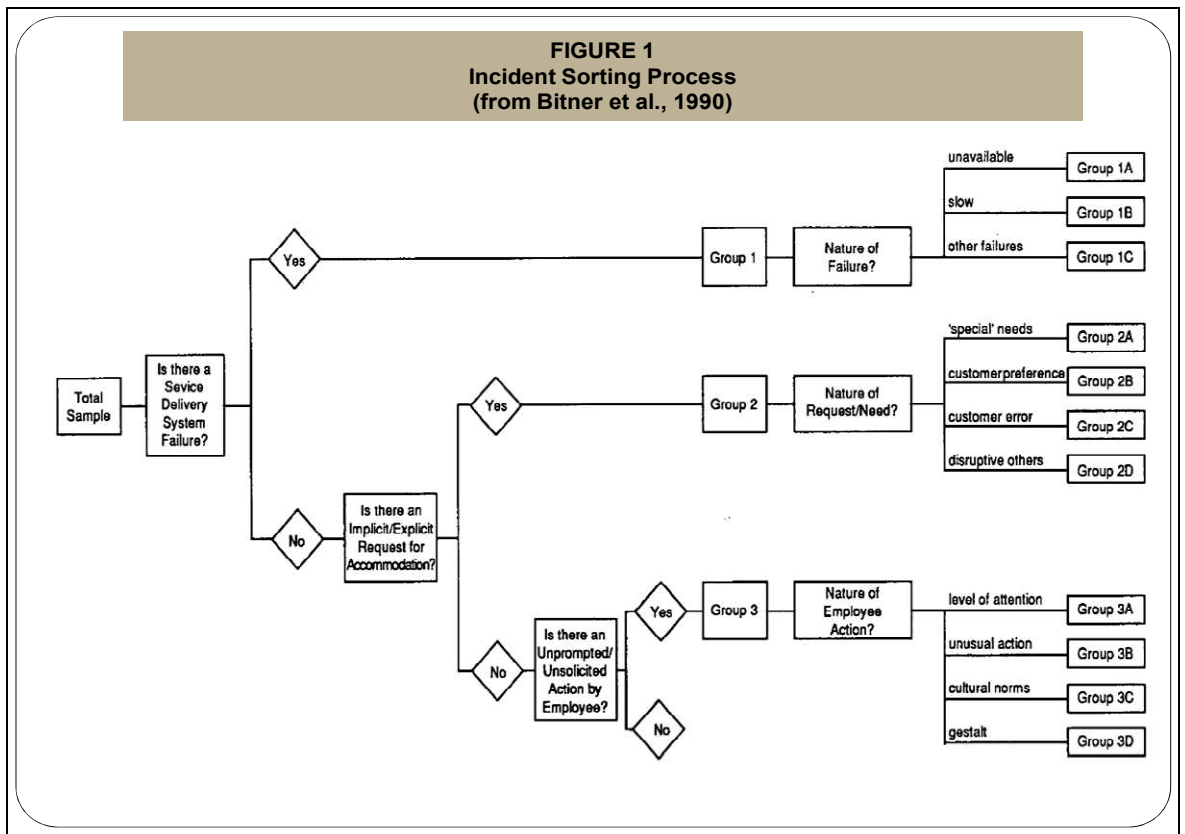 FIGURE 1
Incident Sorting Process
(from Bitner et al., 1990)
unavailable
Group 1A
slow
Group 1B
Yes
Group 1
Nature of
Failure?
other failures
Group 1C
'special' needs
Group 2A
Is there a
Sevice
Delivery
System
Failure?
Total
Sample
Yes
Group 2
Nature of
Request/Need?
customerpreference
Group 2B
customer error
Group 2C
disruptive others
Group 2D
No
Is there an
Implicit/Explicit
Request for
Accommodation?
Yes
Group 3
Nature of
Employee
Action?
level of attention
Group 3A
No
Is there an
Unprompted/
Unsolicited
Action by
Employee?
unusual action
Group 3B
cultural norms
Group 3C
No
gestalt
Group 3D